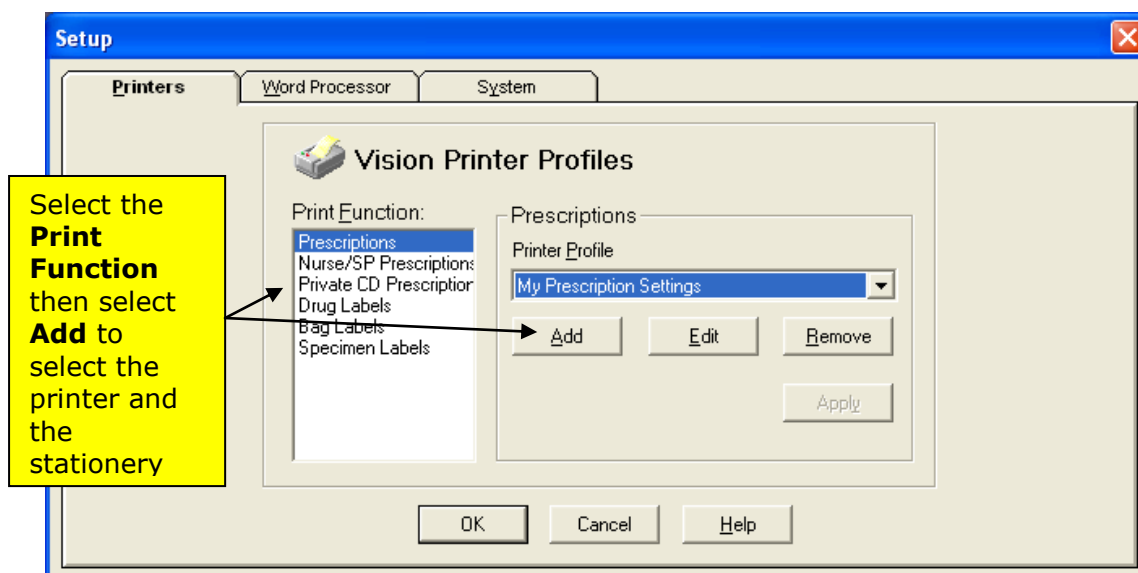 Setup
Printers
Word Processor
System
Vision Printer Profiles
Select the
Print
Function
then select
Add to
select the
printer and
the
stationery
Print Function:
Prescriptions
Nurse/SP Prescriptions
Private CD Prescription
Drug Labels
Bag Labels
Specimen Labels
Prescriptions
Printer Profile
My Prescription Settings
Add
Edit
Remove
Apply
OK
Cancel
Help